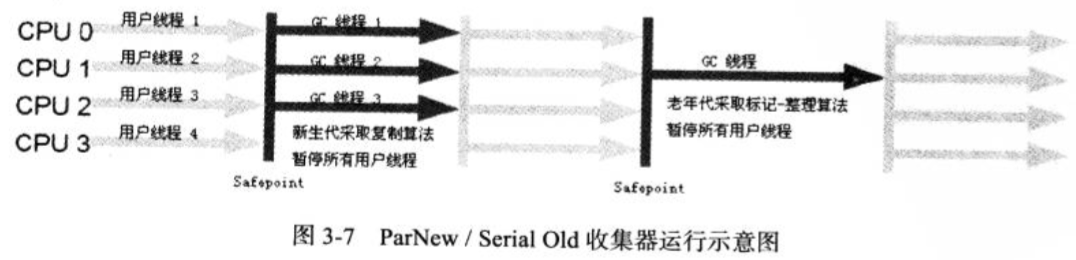 CPU 0
CPU 1
CPU 2
CPU 3
用户线程 1
用户线程 2
用户线程 3
用户线程 4
GC 线程 1
GC 线程 2
GC 线程 3
新生代采取复制算法
暂停所有用户线程
Safepoint
GC 线程
老年代采取标记-整理算法
暂停所有用户线程
Safepoint
图 3-7 ParNew / Serial Old 收集器运行示意图